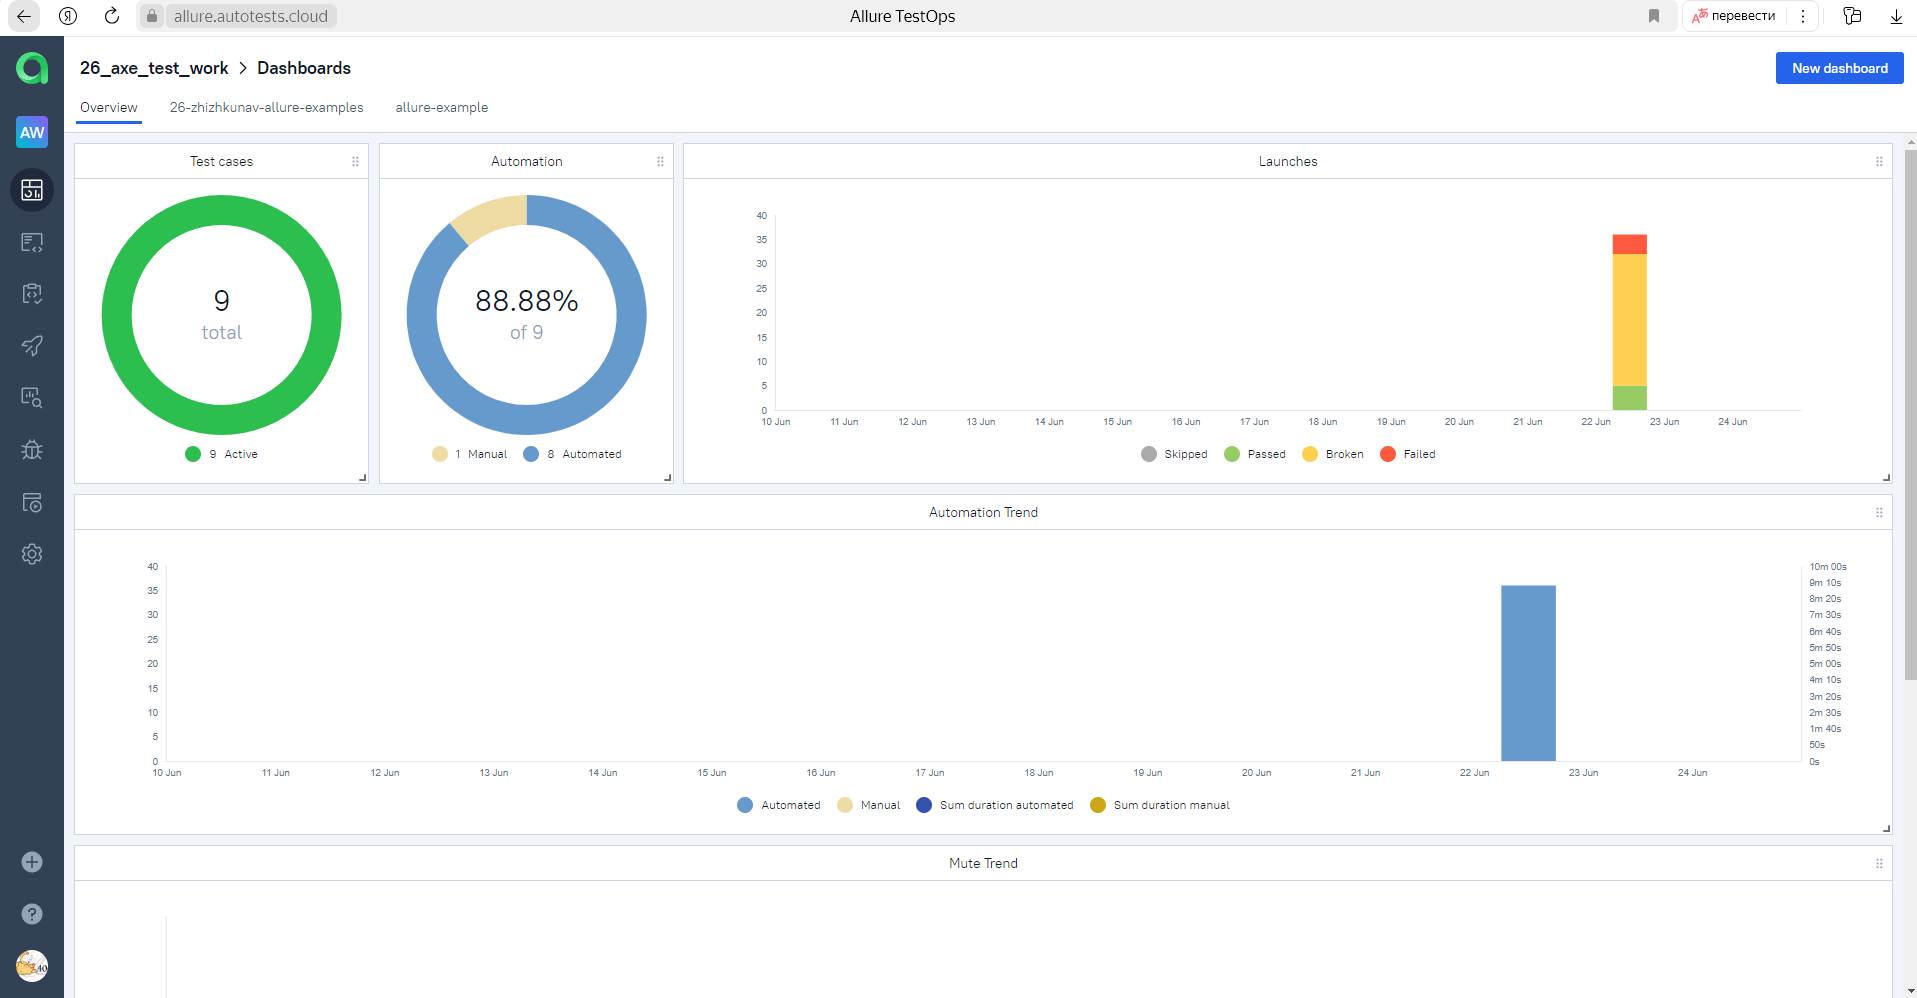 allure.autotests.cloud
Allure TestOps
перевести
26_axe_test_work > Dashboards
New dashboard
Overview
26-zhizhkunav-allure-examples
allure-example
AW
Test cases
9
total
9 Active
Automation
88.88%
of 9
1 Manual
8 Automated
Launches
40
35
30
25
20
15
10
5
0
10 Jun
11 Jun
12 Jun
13 Jun
14 Jun
15 Jun
16 Jun
17 Jun
18 Jun
19 Jun
20 Jun
21 Jun
22 Jun
23 Jun
24 Jun
Skipped
Passed
Broken
Failed
Automation Trend
40
35
30
25
20
15
10
5
0
10m 00s
9m 10s
8m 20s
7m 30s
6m 40s
5m 50s
5m 00s
4m 10s
3m 20s
2m 30s
1m 40s
50s
0s
10 Jun
11 Jun
12 Jun
13 Jun
14 Jun
15 Jun
16 Jun
17 Jun
18 Jun
19 Jun
20 Jun
21 Jun
22 Jun
23 Jun
24 Jun
Automated
Manual
Sum duration automated
Sum duration manual
Mute Trend